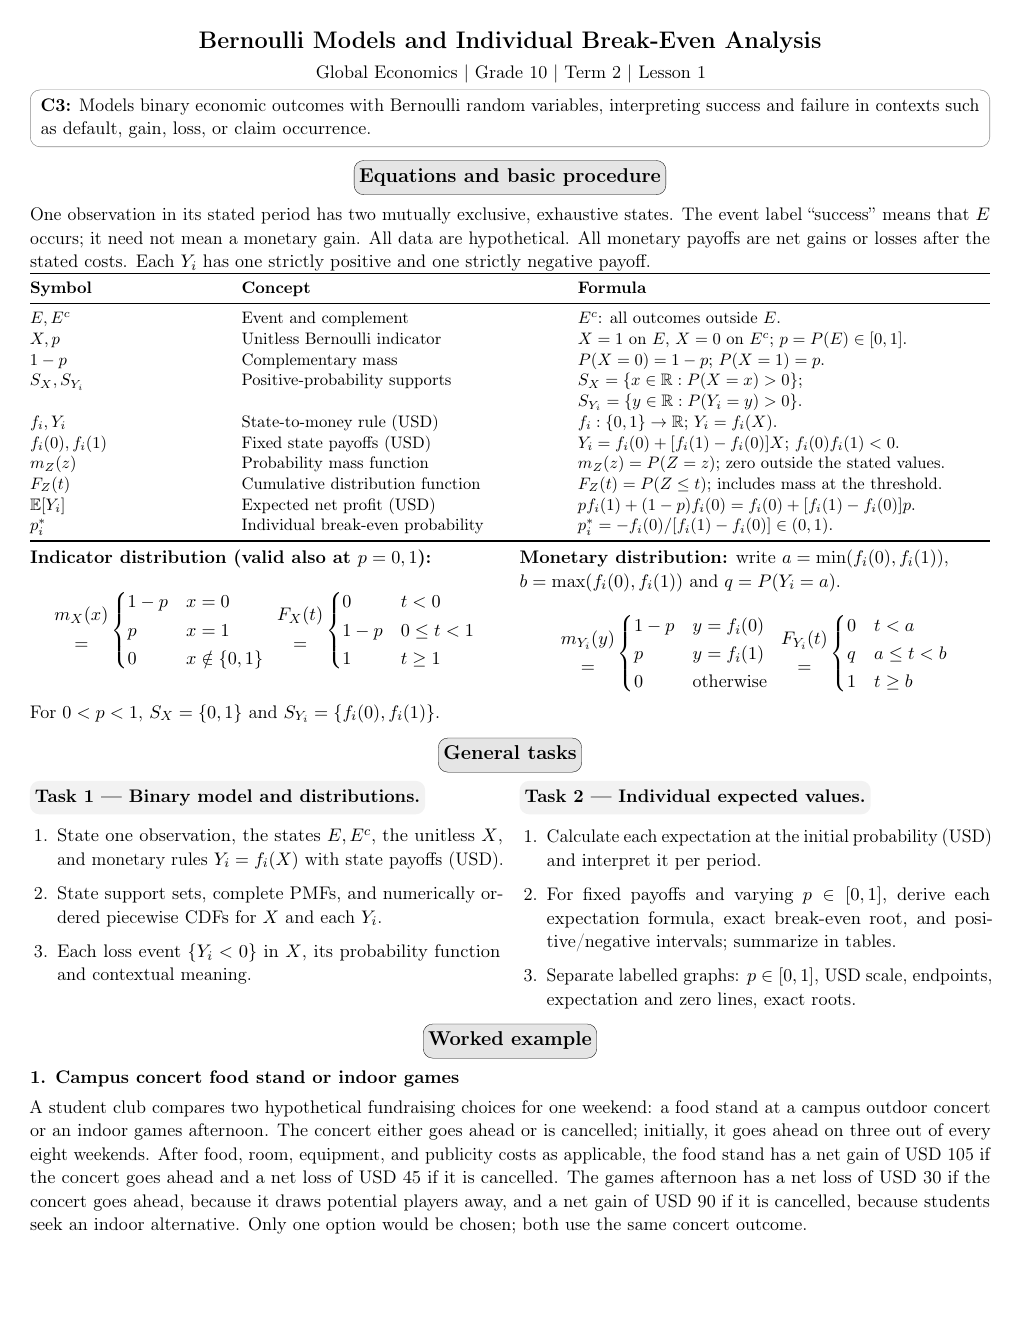 Bernoulli Models and Individual Break-Even Analysis
Global Economics | Grade 10 | Term 2 | Lesson 1
C3: Models binary economic outcomes with Bernoulli random variables, interpreting success and failure in contexts such
as default, gain, loss, or claim occurrence.
Equations and basic procedure
One observation in its stated period has two mutually exclusive, exhaustive states. The event label “success” means that E
occurs; it need not mean a monetary gain. All data are hypothetical. All monetary payoffs are net gains or losses after the
stated costs. Each Y_i has one strictly positive and one strictly negative payoff.
Symbol Concept Formula
E, E^c Event and complement E^c: all outcomes outside E.
X, p Unitless Bernoulli indicator X = 1 on E, X = 0 on E^c; p = P(E) ∈ [0, 1].
1 − p Complementary mass P(X = 0) = 1 − p; P(X = 1) = p.
S_X, S_{Y_i} Positive-probability supports S_X = {x ∈ ℝ : P(X = x) > 0};
S_{Y_i} = {y ∈ ℝ : P(Y_i = y) > 0}.
f_i, Y_i State-to-money rule (USD) f_i : {0, 1} → ℝ; Y_i = f_i(X).
f_i(0), f_i(1) Fixed state payoffs (USD) Y_i = f_i(0) + [f_i(1) − f_i(0)]X; f_i(0)f_i(1) < 0.
m_Z(z) Probability mass function m_Z(z) = P(Z = z); zero outside the stated values.
F_Z(t) Cumulative distribution function F_Z(t) = P(Z ≤ t); includes mass at the threshold.
𝔼[Y_i] Expected net profit (USD) pf_i(1) + (1 − p)f_i(0) = f_i(0) + [f_i(1) − f_i(0)]p.
p_i^* Individual break-even probability p_i^* = −f_i(0)/[f_i(1) − f_i(0)] ∈ (0, 1).
Indicator distribution (valid also at p = 0, 1):
m_X(x) = { 1 − p x = 0 F_X(t) = { 0 t < 0
p x = 1 1 − p 0 ≤ t < 1
0 x ∉ {0, 1} 1 t ≥ 1
For 0 < p < 1, S_X = {0, 1} and S_{Y_i} = {f_i(0), f_i(1)}.
Monetary distribution: write a = min(f_i(0), f_i(1)),
b = max(f_i(0), f_i(1)) and q = P(Y_i = a).
m_{Y_i}(y) = { 1 − p y = f_i(0) F_{Y_i}(t) = { 0 t < a
p y = f_i(1) q a ≤ t < b
0 otherwise 1 t ≥ b
General tasks
Task 1 — Binary model and distributions.
1. State one observation, the states E, E^c, the unitless X,
and monetary rules Y_i = f_i(X) with state payoffs (USD).
2. State support sets, complete PMFs, and numerically or-
dered piecewise CDFs for X and each Y_i.
3. Each loss event {Y_i < 0} in X, its probability function
and contextual meaning.
Task 2 — Individual expected values.
1. Calculate each expectation at the initial probability (USD)
and interpret it per period.
2. For fixed payoffs and varying p ∈ [0, 1], derive each
expectation formula, exact break-even root, and posi-
tive/negative intervals; summarize in tables.
3. Separate labelled graphs: p ∈ [0, 1], USD scale, endpoints,
expectation and zero lines, exact roots.
Worked example
1. Campus concert food stand or indoor games
A student club compares two hypothetical fundraising choices for one weekend: a food stand at a campus outdoor concert
or an indoor games afternoon. The concert either goes ahead or is cancelled; initially, it goes ahead on three out of every
eight weekends. After food, room, equipment, and publicity costs as applicable, the food stand has a net gain of USD 105 if
the concert goes ahead and a net loss of USD 45 if it is cancelled. The games afternoon has a net loss of USD 30 if the
concert goes ahead, because it draws potential players away, and a net gain of USD 90 if it is cancelled, because students
seek an indoor alternative. Only one option would be chosen; both use the same concert outcome.